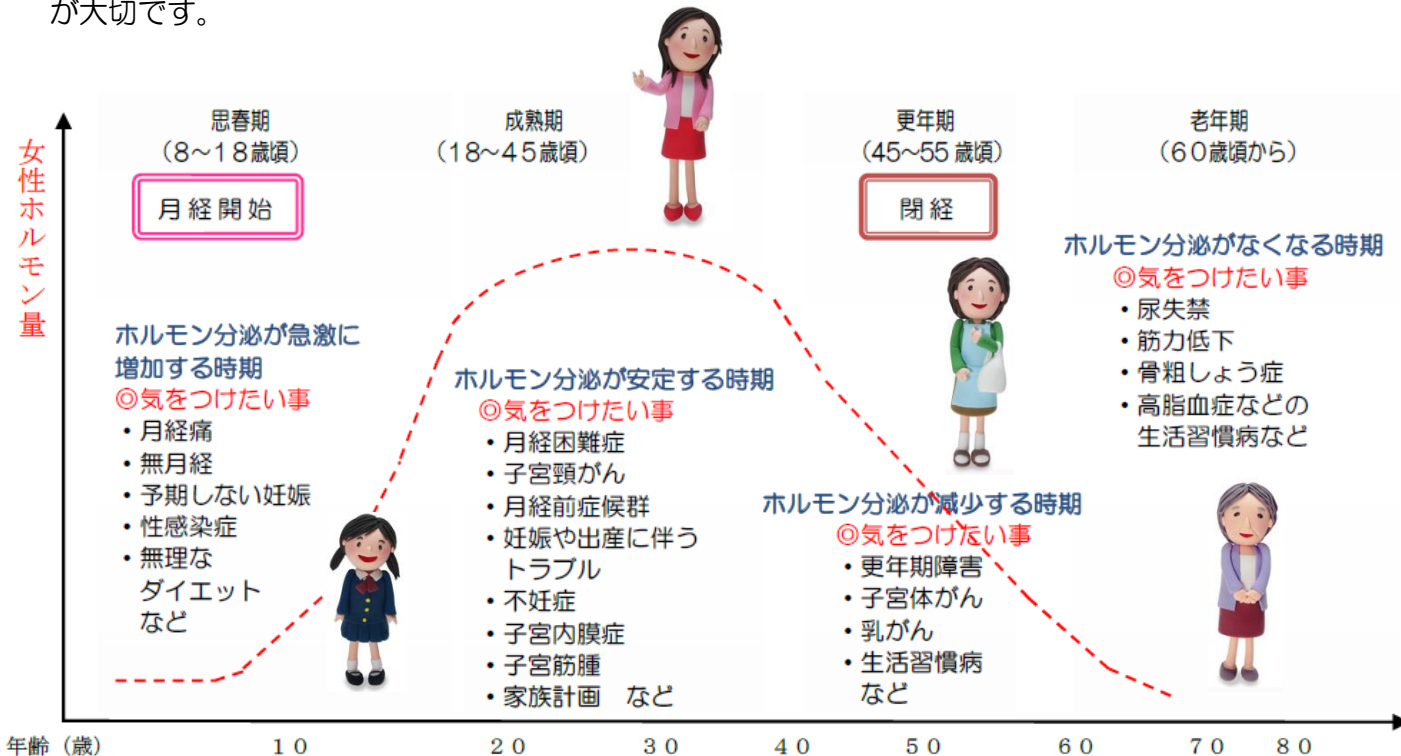 が大切です。
思春期
（8～18歳頃）
月経開始
成熟期
（18～45歳頃）
更年期
（45～55歳頃）
閉経
老年期
（60歳頃から）
女性ホルモン量
ホルモン分泌が急激に
増加する時期
◎気をつけたい事
・月経痛
・無月経
・予期しない妊娠
・性感染症
・無理な
ダイエット
など
ホルモン分泌が安定する時期
◎気をつけたい事
・月経困難症
・子宮頸がん
・月経前症候群
・妊娠や出産に伴う
トラブル
・不妊症
・子宮内膜症
・子宮筋腫
・家族計画　など
ホルモン分泌が減少する時期
◎気をつけたい事
・更年期障害
・子宮体がん
・乳がん
・生活習慣病
など
ホルモン分泌がなくなる時期
◎気をつけたい事
・尿失禁
・筋力低下
・骨粗しょう症
・高脂血症などの
生活習慣病など
年齢（歳） 10 20 30 40 50 60 70 80